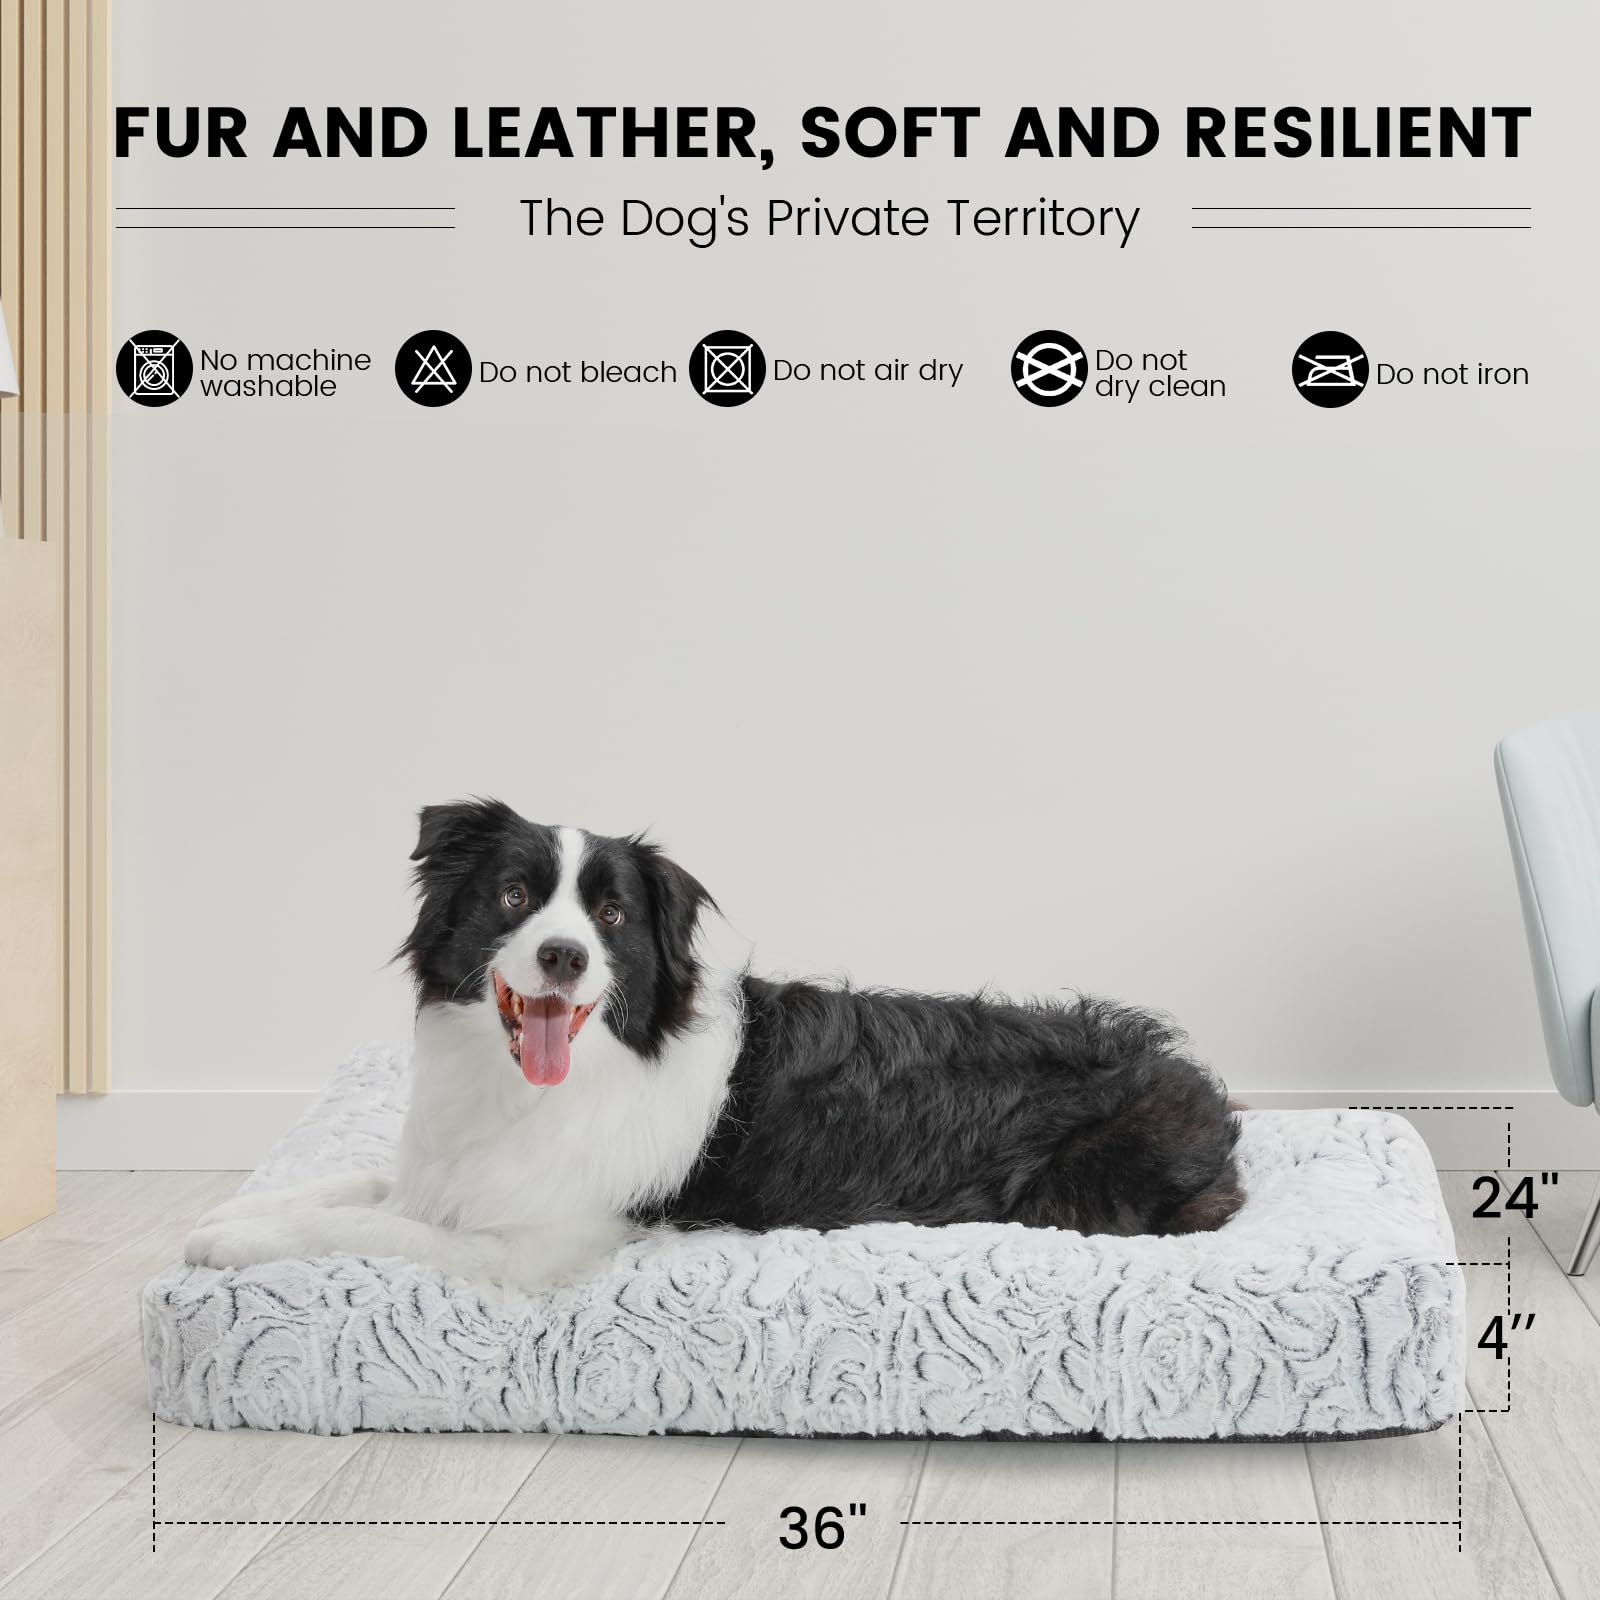 FUR AND LEATHER, SOFT AND RESILIENT
The Dog's Private Territory
No machine
washable
Do not bleach
Do not air dry
Do not
dry clean
Do not iron
24"
4’’
36"